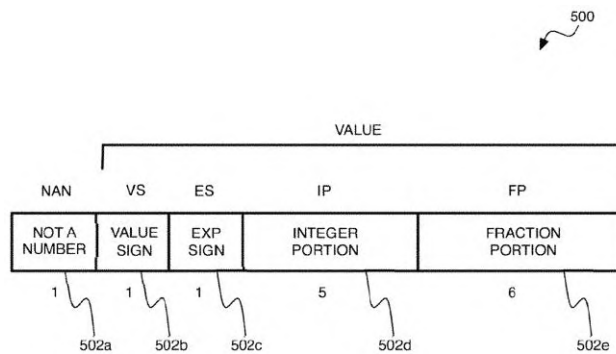 500
VALUE
NAN VS ES IP FP
NOT A NUMBER VALUE SIGN EXP SIGN INTEGER PORTION FRACTION PORTION
1 1 1 5 6
502a 502b 502c 502d 502e